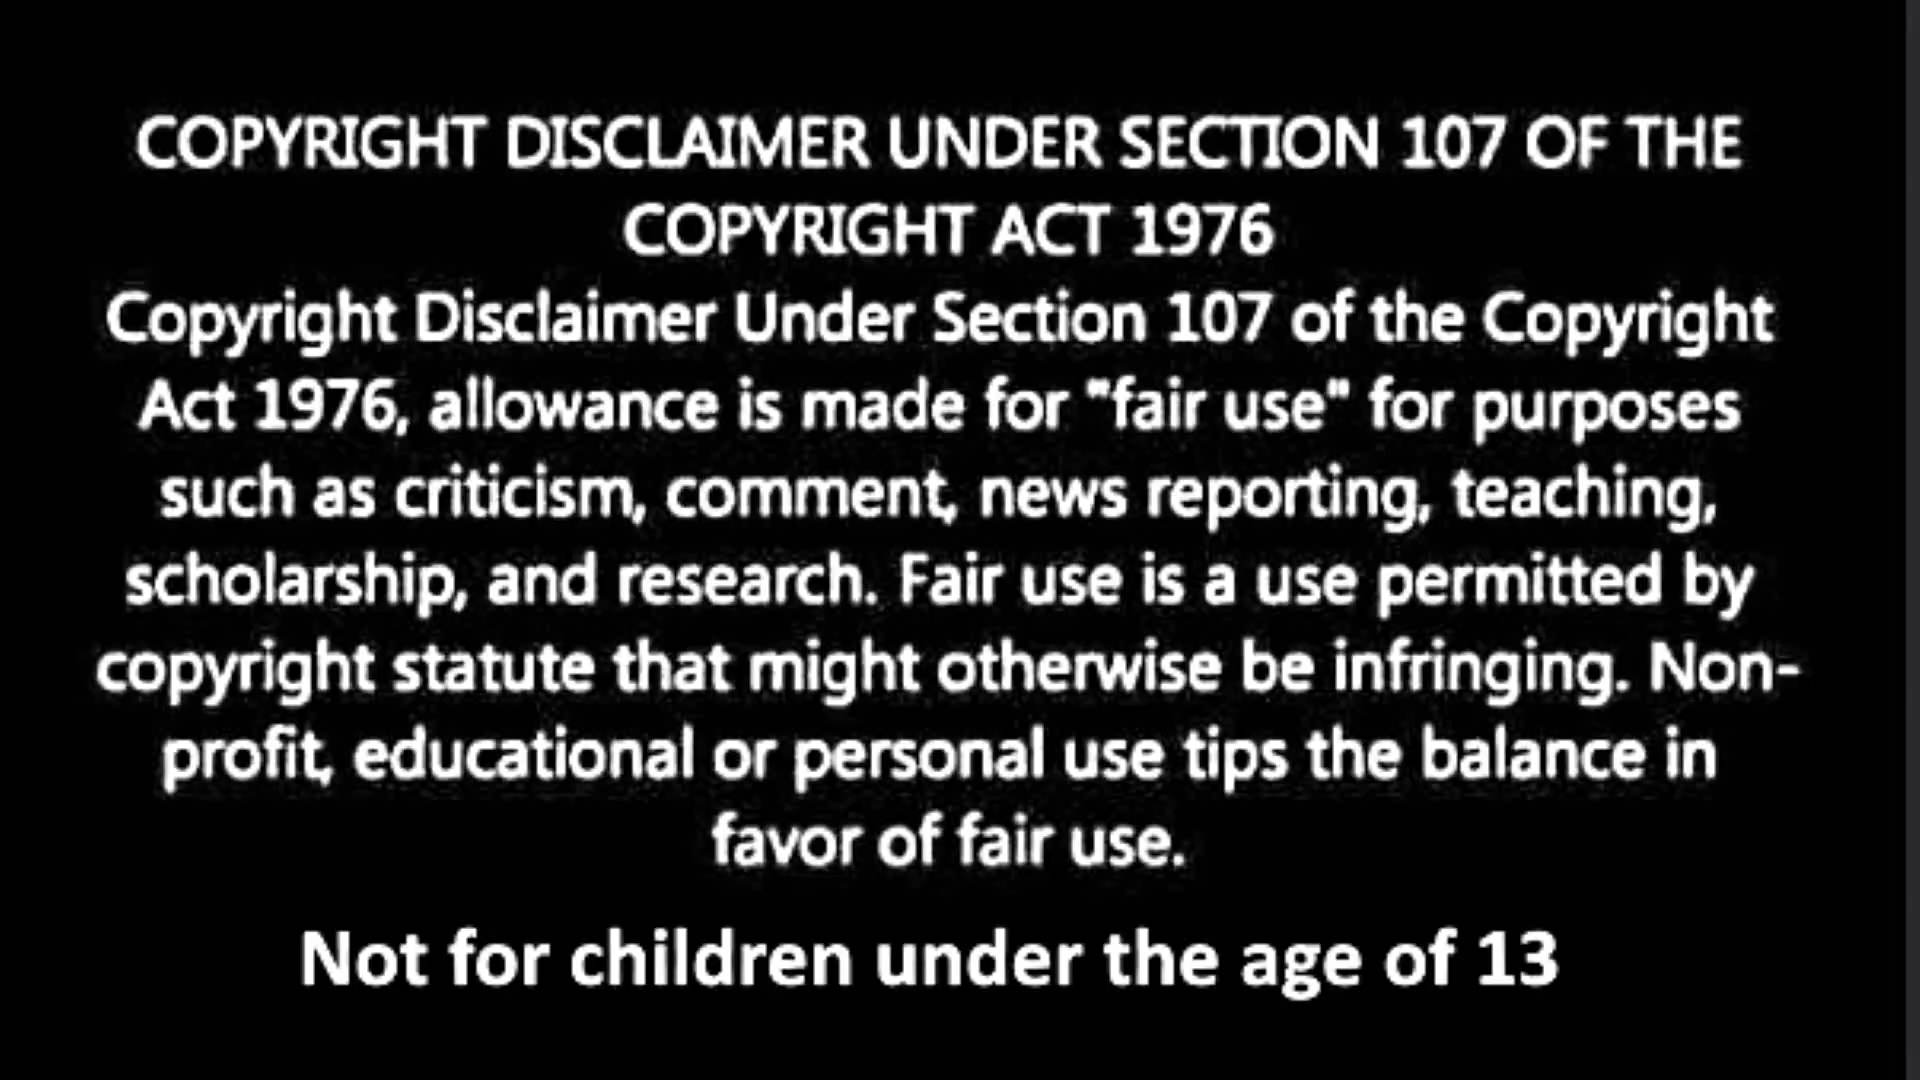 COPYRIGHT DISCLAIMER UNDER SECTION 107 OF THE
COPYRIGHT ACT 1976
Copyright Disclaimer Under Section 107 of the Copyright
Act 1976, allowance is made for "fair use" for purposes
such as criticism, comment, news reporting, teaching,
scholarship, and research. Fair use is a use permitted by
copyright statute that might otherwise be infringing. Non-
profit, educational or personal use tips the balance in
favor of fair use.
Not for children under the age of 13